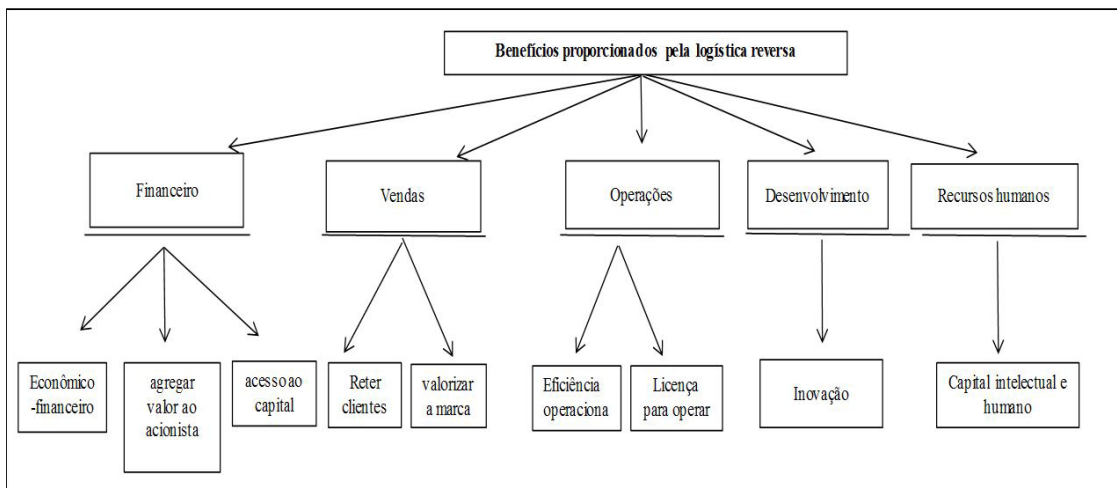 Benefícios proporcionados pela logística reversa
Financeiro
Vendas
Operações
Desenvolvimento
Recursos humanos
Econômico
-financeiro
agregar
valor ao
acionista
acesso ao
capital
Reter
clientes
valorizar
a marca
Eficiência
operaciona
Licença
para operar
Inovação
Capital intelectual e
humano